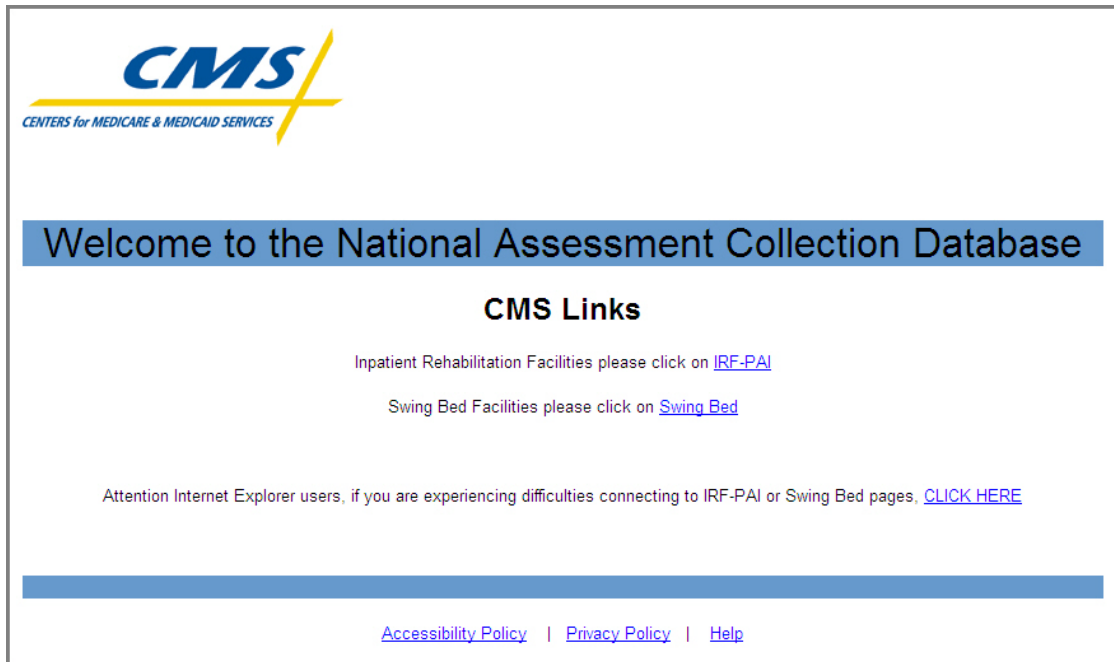 CMS
CENTERS for MEDICARE & MEDICAID SERVICES
Welcome to the National Assessment Collection Database
CMS Links
Inpatient Rehabilitation Facilities please click on IRF-PAI
Swing Bed Facilities please click on Swing Bed
Attention Internet Explorer users, if you are experiencing difficulties connecting to IRF-PAI or Swing Bed pages, CLICK HERE
Accessibility Policy | Privacy Policy | Help